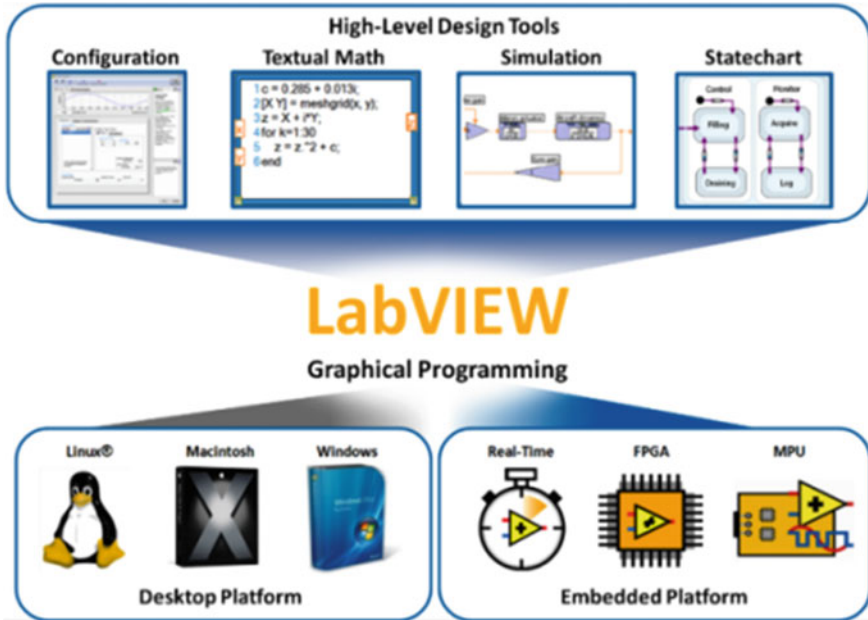 High-Level Design Tools
Configuration
Textual Math
Simulation
Statechart
1 c = 0.285 + 0.013i;
2 [X Y] = meshgrid(x, y);
3 z = X + i*Y;
4 for k=1:30
5 z = z.^2 + c;
6 end
Control
Monitor
Filling
Acquire
Draining
Log
LabVIEW
Graphical Programming
Linux®
Macintosh
Windows
Real-Time
FPGA
MPU
X
Desktop Platform
Embedded Platform